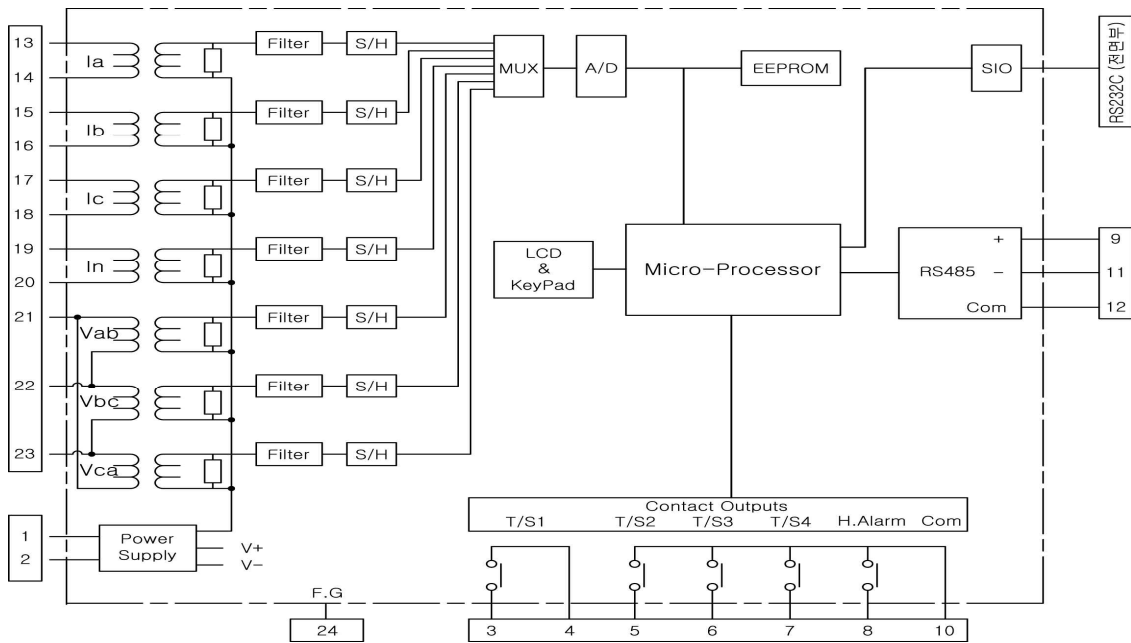 13
Ia
14
Filter
S/H
MUX
A/D
EEPROM
SIO
RS232C (전면부)
15
Ib
16
Filter
S/H
17
Ic
18
Filter
S/H
19
In
20
Filter
S/H
LCD
&
KeyPad
Micro-Processor
RS485
+
-
Com
9
11
12
21
Vab
Filter
S/H
22
Vbc
Filter
S/H
23
Vca
Filter
S/H
1
2
Power
Supply
V+
V-
Contact Outputs
T/S1 T/S2 T/S3 T/S4 H.Alarm Com
F.G
24
3 4 5 6 7 8 10